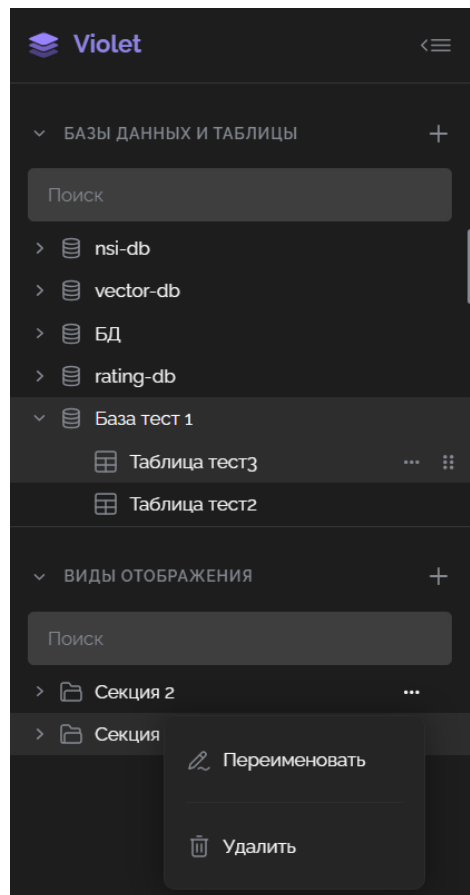 Violet
БАЗЫ ДАННЫХ И ТАБЛИЦЫ
Поиск
nsi-db
vector-db
БД
rating-db
База тест 1
Таблица тест3
Таблица тест2
ВИДЫ ОТОБРАЖЕНИЯ
Поиск
Секция 2
Секция
Переименовать
Удалить